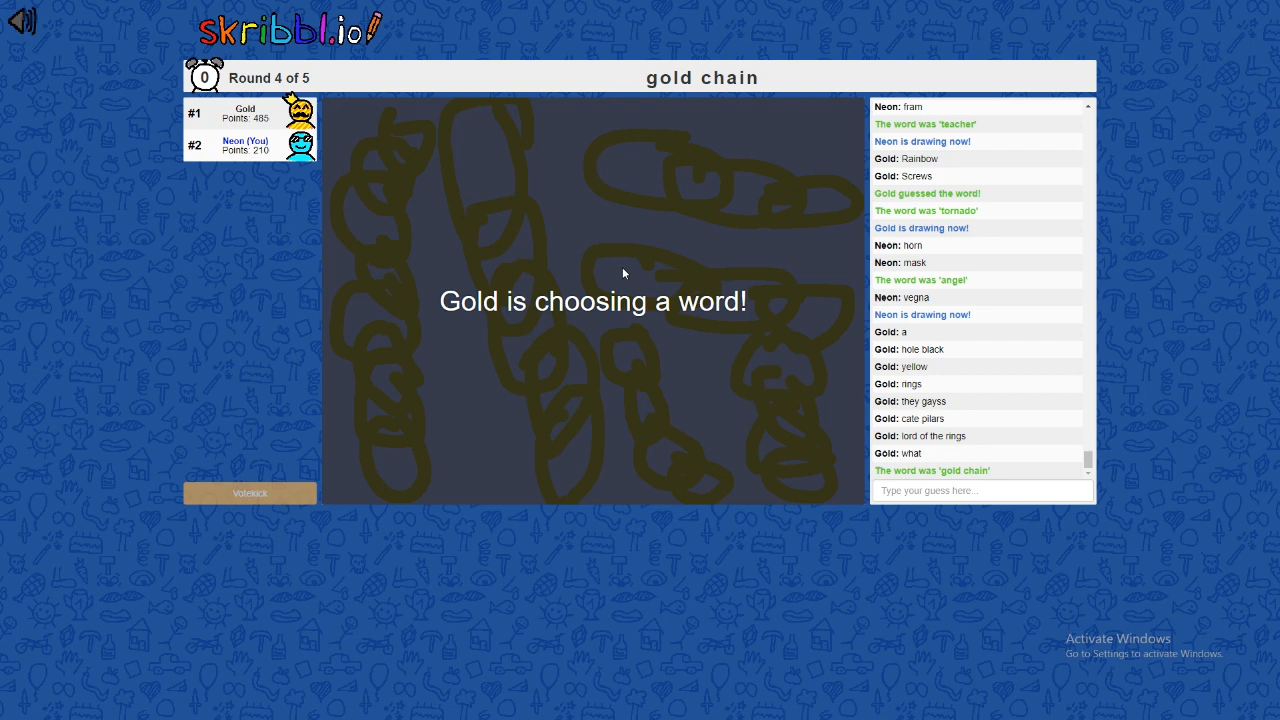 skribbl.io
0
Round 4 of 5
gold chain
#1
Gold
Points: 485
#2
Neon (You)
Points: 210
Votekick
Gold is choosing a word!
Neon: fram
The word was 'teacher'
Neon is drawing now!
Gold: Rainbow
Gold: Screws
Gold guessed the word!
The word was 'tornado'
Gold is drawing now!
Neon: horn
Neon: mask
The word was 'angel'
Neon: vegna
Neon is drawing now!
Gold: a
Gold: hole black
Gold: yellow
Gold: rings
Gold: they gayss
Gold: cate pilars
Gold: lord of the rings
Gold: what
The word was 'gold chain'
Type your guess here...
Activate Windows
Go to Settings to activate Windows.